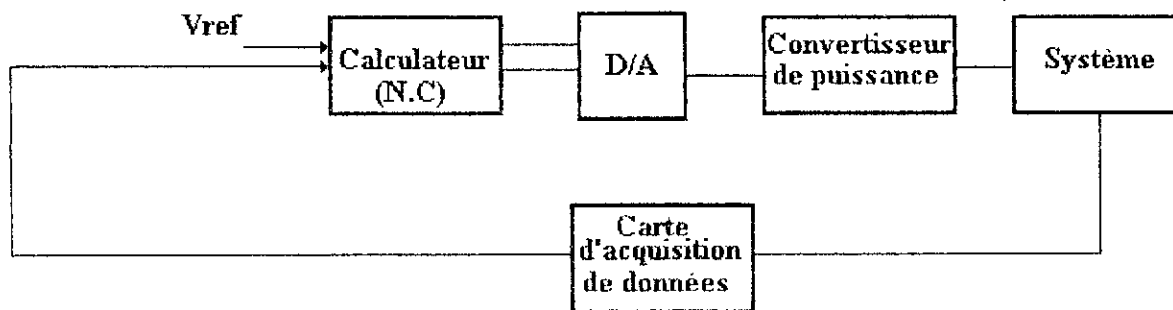 Vref
Calculateur
(N.C)
D/A
Convertisseur
de puissance
Système
Carte
d'acquisition
de données